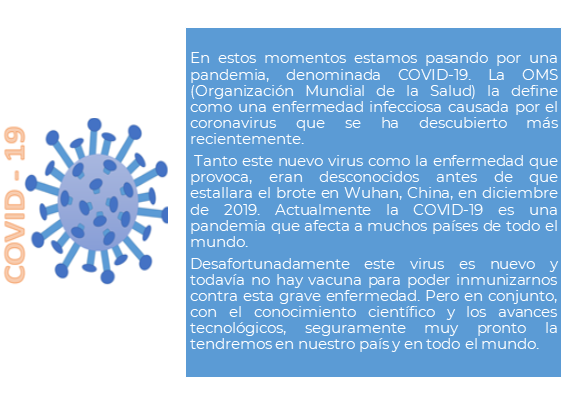 COVID - 19
En estos momentos estamos pasando por una
pandemia, denominada COVID-19. La OMS
(Organización Mundial de la Salud) la define
como una enfermedad infecciosa causada por el
coronavirus que se ha descubierto más
recientemente.
Tanto este nuevo virus como la enfermedad que
provoca, eran desconocidos antes de que
estallara el brote en Wuhan, China, en diciembre
de 2019. Actualmente la COVID-19 es una
pandemia que afecta a muchos países de todo el
mundo.
Desafortunadamente este virus es nuevo y
todavía no hay vacuna para poder inmunizarnos
contra esta grave enfermedad. Pero en conjunto,
con el conocimiento científico y los avances
tecnológicos, seguramente muy pronto la
tendremos en nuestro país y en todo el mundo.